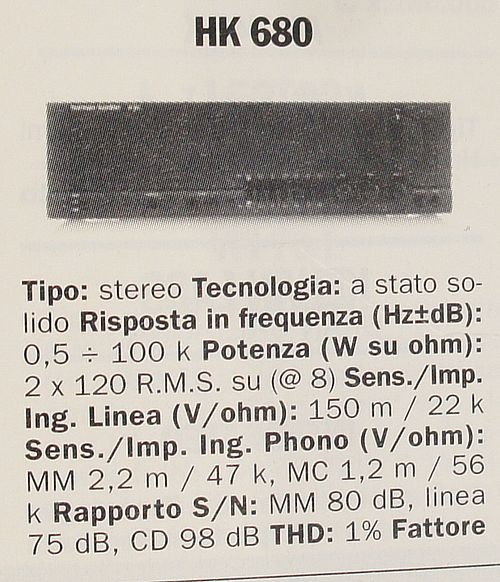 HK 680
Tipo: stereo Tecnologia: a stato so-
lido Risposta in frequenza (Hz±dB):
0,5 ÷ 100 k Potenza (W su ohm):
2 x 120 R.M.S. su (@ 8) Sens./Imp.
Ing. Linea (V/ohm): 150 m / 22 k
Sens./Imp. Ing. Phono (V/ohm):
MM 2,2 m / 47 k, MC 1,2 m / 56
k Rapporto S/N: MM 80 dB, linea
75 dB, CD 98 dB THD: 1% Fattore